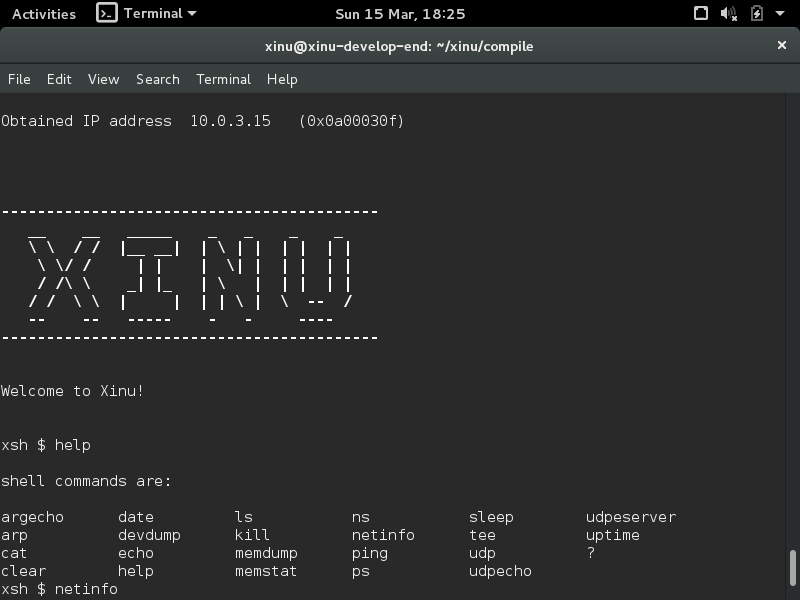 Activities Terminal Sun 15 Mar, 18:25
xinu@xinu-develop-end: ~/xinu/compile ×
File Edit View Search Terminal Help
Obtained IP address  10.0.3.15   (0x0a00030f)
------------------------------------------
   __    __   _____    _   _    _    _
   \ \  / /  |__ __|  | \ | |  | |  | |
    \ \/ /     | |    |  \| |  | |  | |
    / /\ \    _| |_   | \   |  | |  | |
   / /  \ \  |     |  | | \ |  \  --  /
   --    --   -----    -   -     ----
------------------------------------------
Welcome to Xinu!
xsh $ help
shell commands are:
argecho      date         ls           ns           sleep        udpeserver
arp          devdump      kill         netinfo      tee          uptime
cat          echo         memdump      ping         udp          ?
clear        help         memstat      ps           udpecho
xsh $ netinfo